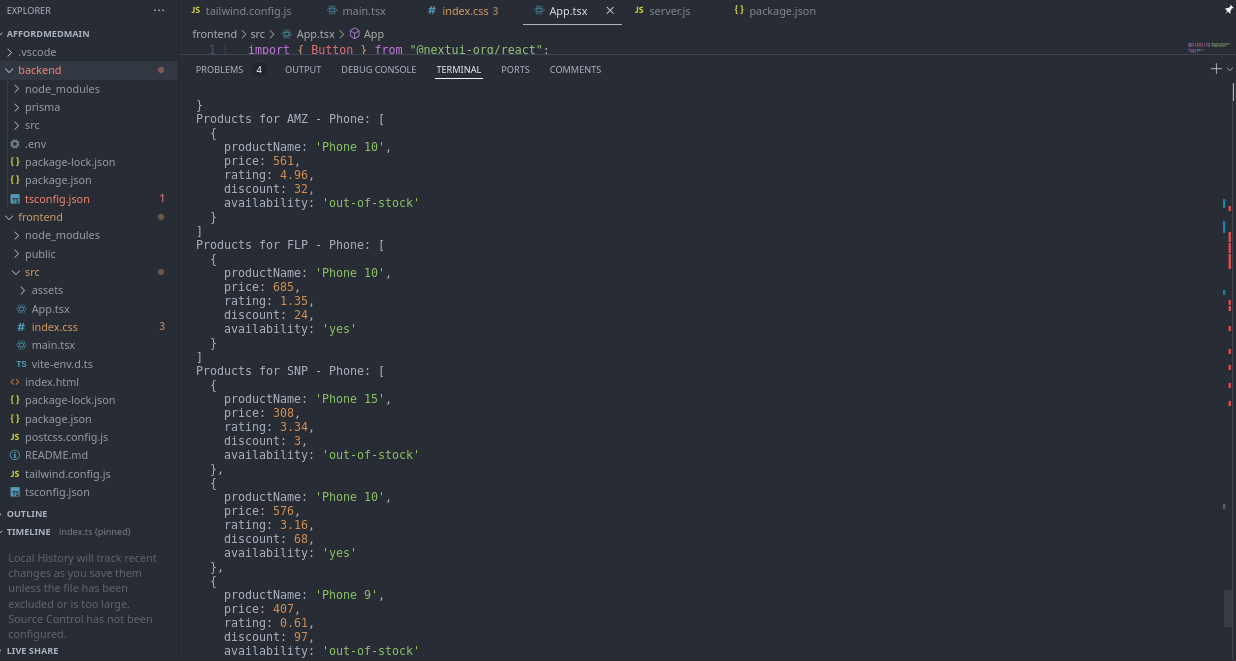 EXPLORER ···
AFFORDMEDMAIN
.vscode
backend
node_modules
prisma
src
.env
package-lock.json
package.json
tsconfig.json 1
frontend
node_modules
public
src
assets
App.tsx
index.css 3
main.tsx
vite-env.d.ts
index.html
package-lock.json
package.json
postcss.config.js
README.md
tailwind.config.js
tsconfig.json
OUTLINE
TIMELINE index.ts (pinned)
Local History will track recent
changes as you save them
unless the file has been
excluded or is too large.
Source Control has not been
configured.
LIVE SHARE
JS tailwind.config.js main.tsx # index.css 3 App.tsx JS server.js {} package.json
frontend > src > App.tsx > App
1 import { Button } from "@nextui-org/react";
PROBLEMS 4 OUTPUT DEBUG CONSOLE TERMINAL PORTS COMMENTS
}
Products for AMZ - Phone: [
{
productName: 'Phone 10',
price: 561,
rating: 4.96,
discount: 32,
availability: 'out-of-stock'
}
]
Products for FLP - Phone: [
{
productName: 'Phone 10',
price: 685,
rating: 1.35,
discount: 24,
availability: 'yes'
}
]
Products for SNP - Phone: [
{
productName: 'Phone 15',
price: 308,
rating: 3.34,
discount: 3,
availability: 'out-of-stock'
},
{
productName: 'Phone 10',
price: 576,
rating: 3.16,
discount: 68,
availability: 'yes'
},
{
productName: 'Phone 9',
price: 407,
rating: 0.61,
discount: 97,
availability: 'out-of-stock'